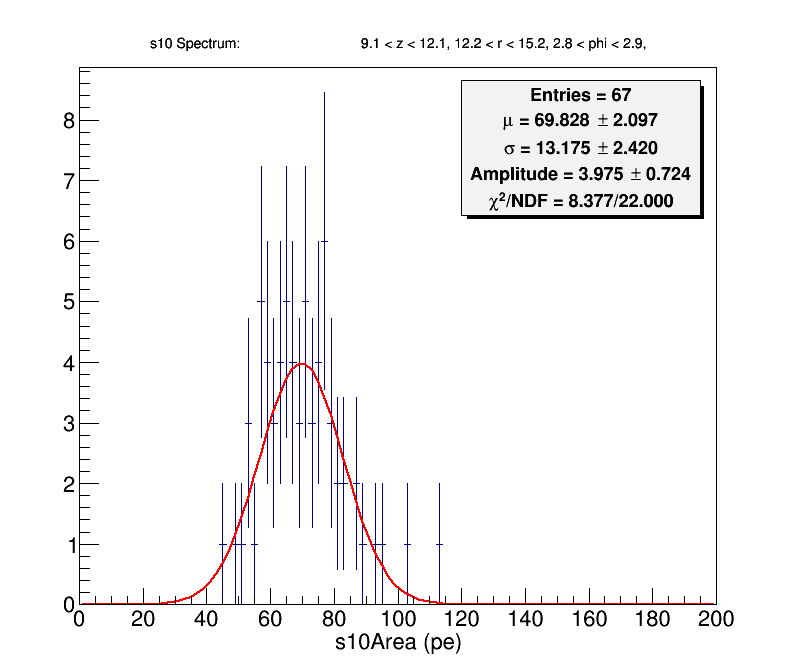 s10 Spectrum: 9.1 < z < 12.1, 12.2 < r < 15.2, 2.8 < phi < 2.9,
Entries = 67
μ = 69.828 ± 2.097
σ = 13.175 ± 2.420
Amplitude = 3.975 ± 0.724
χ²/NDF = 8.377/22.000
8
7
6
5
4
3
2
1
0
0 20 40 60 80 100 120 140 160 180 200
s10Area (pe)